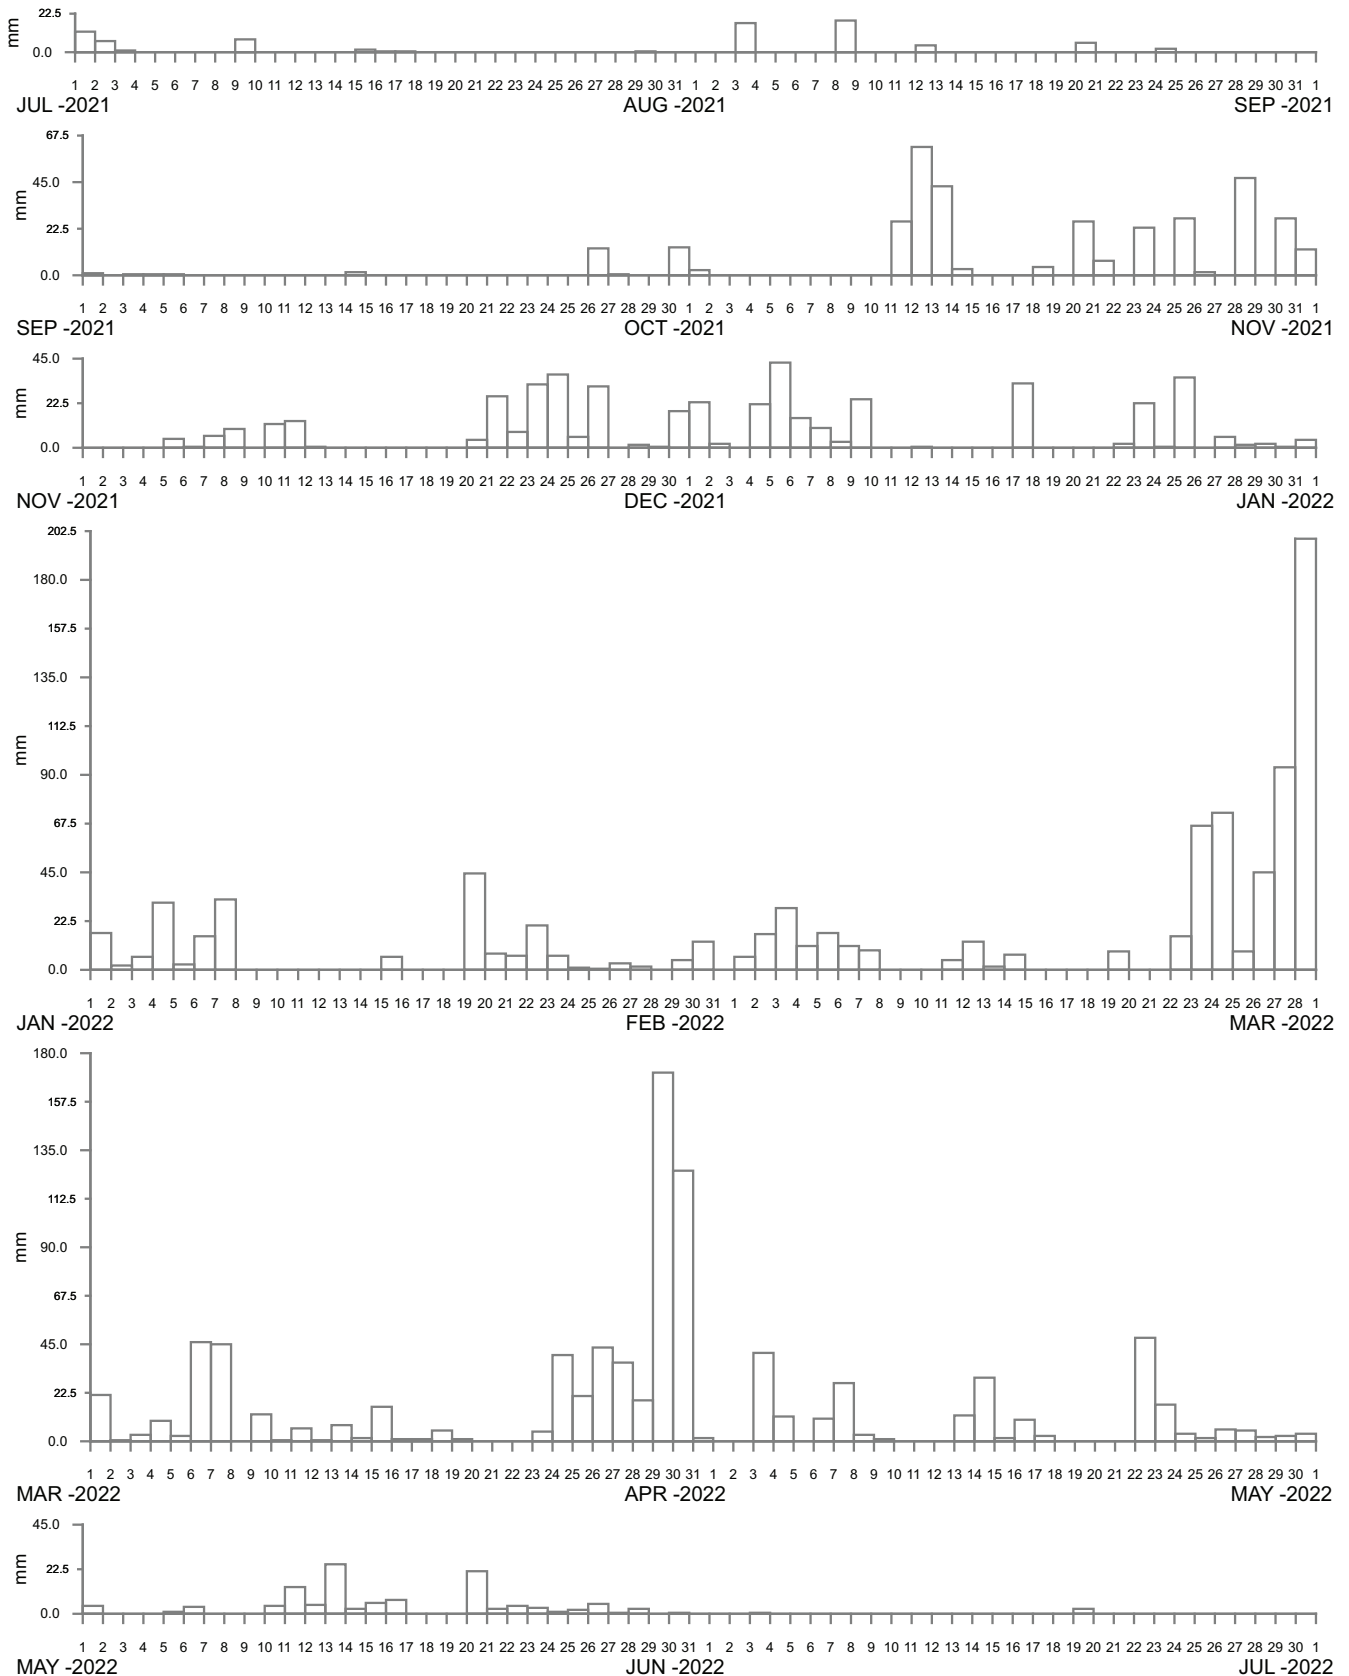 22.5
mm
0.0
1 2 3 4 5 6 7 8 9 10 11 12 13 14 15 16 17 18 19 20 21 22 23 24 25 26 27 28 29 30 31 1 2 3 4 5 6 7 8 9 10 11 12 13 14 15 16 17 18 19 20 21 22 23 24 25 26 27 28 29 30 31 1
JUL -2021 AUG -2021 SEP -2021
67.5
45.0
mm
22.5
0.0
1 2 3 4 5 6 7 8 9 10 11 12 13 14 15 16 17 18 19 20 21 22 23 24 25 26 27 28 29 30 1 2 3 4 5 6 7 8 9 10 11 12 13 14 15 16 17 18 19 20 21 22 23 24 25 26 27 28 29 30 31 1
SEP -2021 OCT -2021 NOV -2021
45.0
mm
22.5
0.0
1 2 3 4 5 6 7 8 9 10 11 12 13 14 15 16 17 18 19 20 21 22 23 24 25 26 27 28 29 30 1 2 3 4 5 6 7 8 9 10 11 12 13 14 15 16 17 18 19 20 21 22 23 24 25 26 27 28 29 30 31 1
NOV -2021 DEC -2021 JAN -2022
202.5
180.0
157.5
135.0
112.5
mm
90.0
67.5
45.0
22.5
0.0
1 2 3 4 5 6 7 8 9 10 11 12 13 14 15 16 17 18 19 20 21 22 23 24 25 26 27 28 29 30 31 1 2 3 4 5 6 7 8 9 10 11 12 13 14 15 16 17 18 19 20 21 22 23 24 25 26 27 28 1
JAN -2022 FEB -2022 MAR -2022
180.0
157.5
135.0
112.5
mm
90.0
67.5
45.0
22.5
0.0
1 2 3 4 5 6 7 8 9 10 11 12 13 14 15 16 17 18 19 20 21 22 23 24 25 26 27 28 29 30 31 1 2 3 4 5 6 7 8 9 10 11 12 13 14 15 16 17 18 19 20 21 22 23 24 25 26 27 28 29 30 1
MAR -2022 APR -2022 MAY -2022
45.0
mm
22.5
0.0
1 2 3 4 5 6 7 8 9 10 11 12 13 14 15 16 17 18 19 20 21 22 23 24 25 26 27 28 29 30 31 1 2 3 4 5 6 7 8 9 10 11 12 13 14 15 16 17 18 19 20 21 22 23 24 25 26 27 28 29 30 1
MAY -2022 JUN -2022 JUL -2022